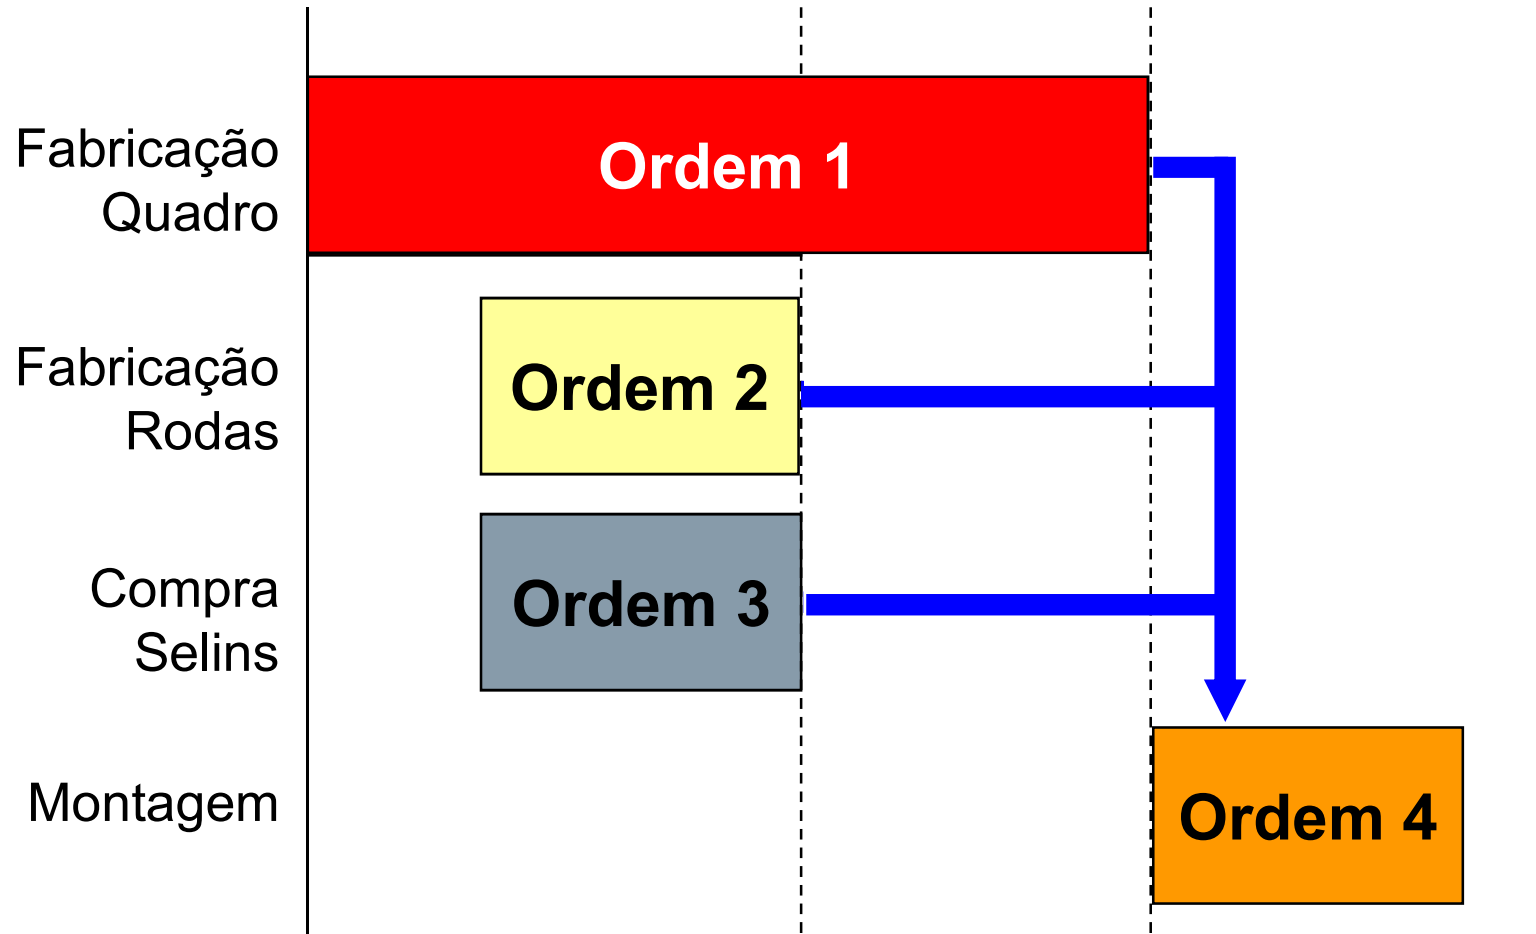 Fabricação
Quadro
Ordem 1
Fabricação
Rodas
Ordem 2
Compra
Selins
Ordem 3
Montagem
Ordem 4